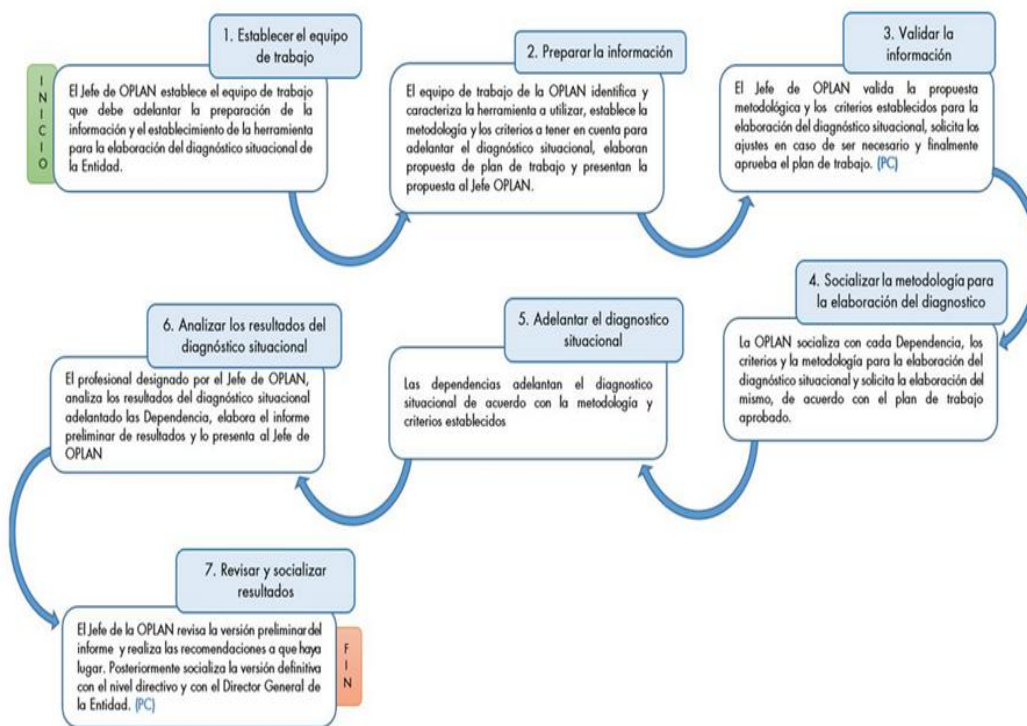 1. Establecer el equipo
de trabajo
INICIO
El Jefe de OPLAN establece el equipo de trabajo
que debe adelantar la preparación de la
información y el establecimiento de la herramienta
para la elaboración del diagnóstico situacional de
la Entidad.
2. Preparar la información
El equipo de trabajo de la OPLAN identifica y
caracteriza la herramienta a utilizar, establece la
metodología y los criterios a tener en cuenta para
adelantar el diagnóstico situacional, elaboran
propuesta de plan de trabajo y presentan la
propuesta al Jefe OPLAN.
3. Validar la
información
El Jefe de OPLAN valida la propuesta
metodológica y los criterios establecidos para la
elaboración del diagnóstico situacional, solicita los
ajustes en caso de ser necesario y finalmente
aprueba el plan de trabajo. (PC)
4. Socializar la metodología para
la elaboración del diagnostico
La OPLAN socializa con cada Dependencia, los
criterios y la metodología para la elaboración del
diagnóstico situacional y solicita la elaboración del
mismo, de acuerdo con el plan de trabajo
aprobado.
5. Adelantar el diagnostico
situacional
Las dependencias adelantan el diagnostico
situacional de acuerdo con la metodología y
criterios establecidos
6. Analizar los resultados del
diagnóstico situacional
El profesional designado por el Jefe de OPLAN,
analiza los resultados del diagnóstico situacional
adelantado las Dependencia, elabora el informe
preliminar de resultados y lo presenta al Jefe de
OPLAN
7. Revisar y socializar
resultados
El Jefe de la OPLAN revisa la versión preliminar del
informe y realiza las recomendaciones a que haya
lugar. Posteriormente socializa la versión definitiva
con el nivel directivo y con el Director General de
la Entidad. (PC)
FIN